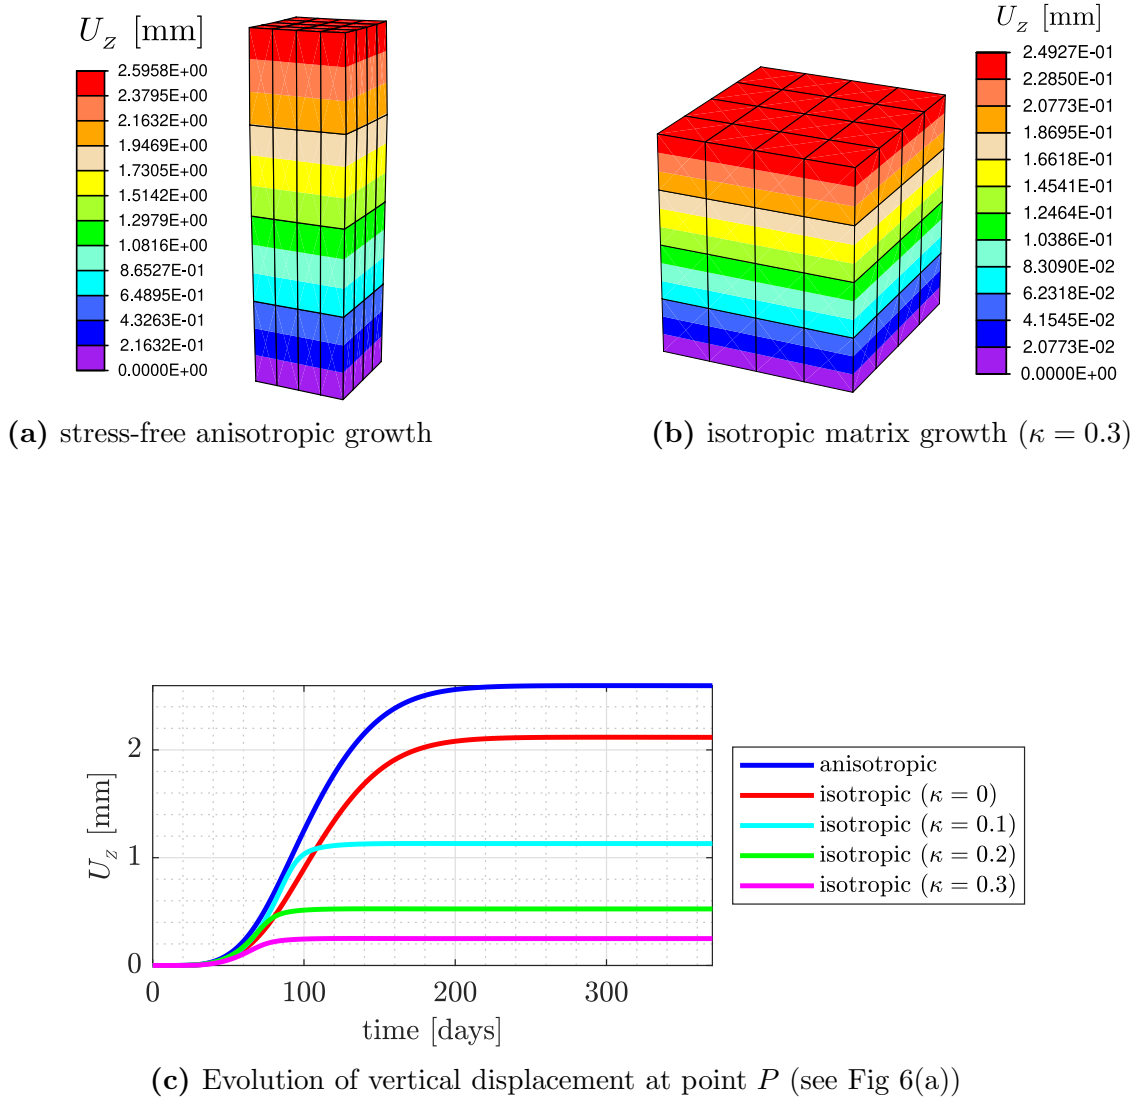 U_z [mm]
2.5958E+00
2.3795E+00
2.1632E+00
1.9469E+00
1.7305E+00
1.5142E+00
1.2979E+00
1.0816E+00
8.6527E-01
6.4895E-01
4.3263E-01
2.1632E-01
0.0000E+00
(a) stress-free anisotropic growth
U_z [mm]
2.4927E-01
2.2850E-01
2.0773E-01
1.8695E-01
1.6618E-01
1.4541E-01
1.2464E-01
1.0386E-01
8.3090E-02
6.2318E-02
4.1545E-02
2.0773E-02
0.0000E+00
(b) isotropic matrix growth (κ = 0.3)
U_z [mm]
2
1
0
0 100 200 300
time [days]
anisotropic
isotropic (κ = 0)
isotropic (κ = 0.1)
isotropic (κ = 0.2)
isotropic (κ = 0.3)
(c) Evolution of vertical displacement at point P (see Fig 6(a))